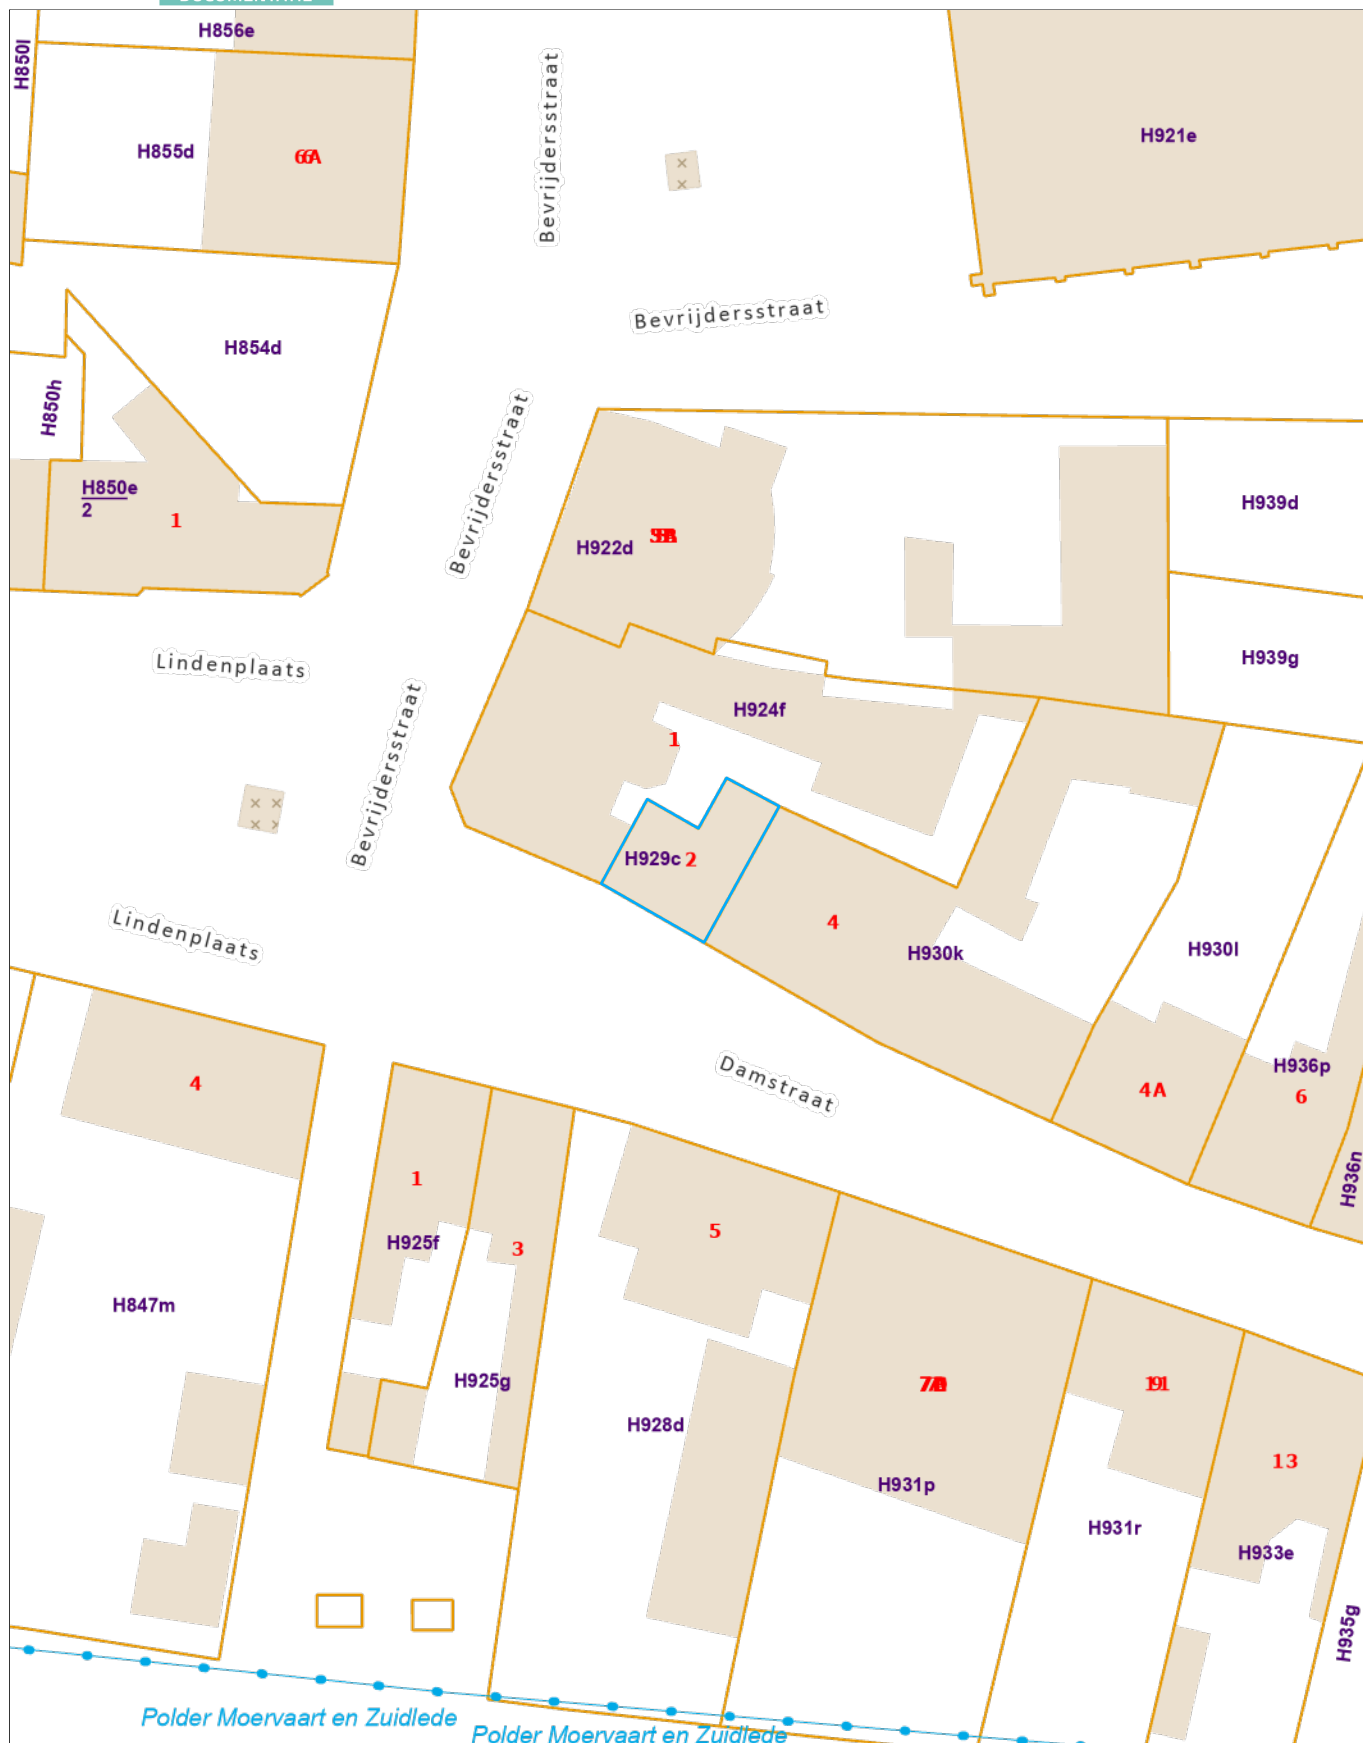 H856e
H850l
Bevrijdersstraat
H921e
H855d
Bevrijdersstraat
H854d
H850h
Bevrijdersstraat
H850e
2
1
H922d
H939d
H939g
Lindenplaats
Bevrijdersstraat
H924f
1
H929c 2
4
H930k
H930l
Lindenplaats
Damstraat
4
4A
H936p
6
H936n
1
H925f
3
5
H847m
H925g
H928d
H931p
H931r
13
H933e
H935g
Polder Moervaart en Zuidlede
Polder Moervaart en Zuidlede